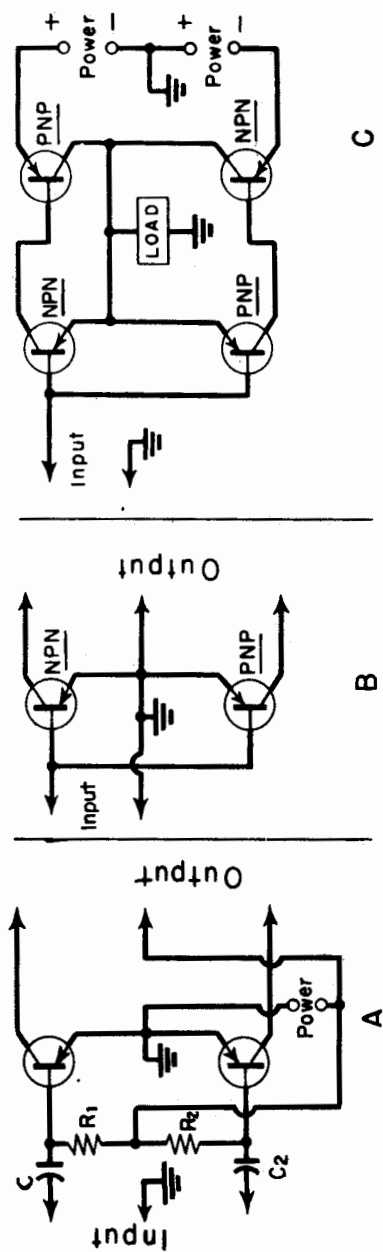 Input
C
R1
R2
C2
Power
Output
A
Input
NPN
PNP
Output
B
Input
NPN
PNP
PNP
NPN
LOAD
+
Power
−
+
Power
−
C